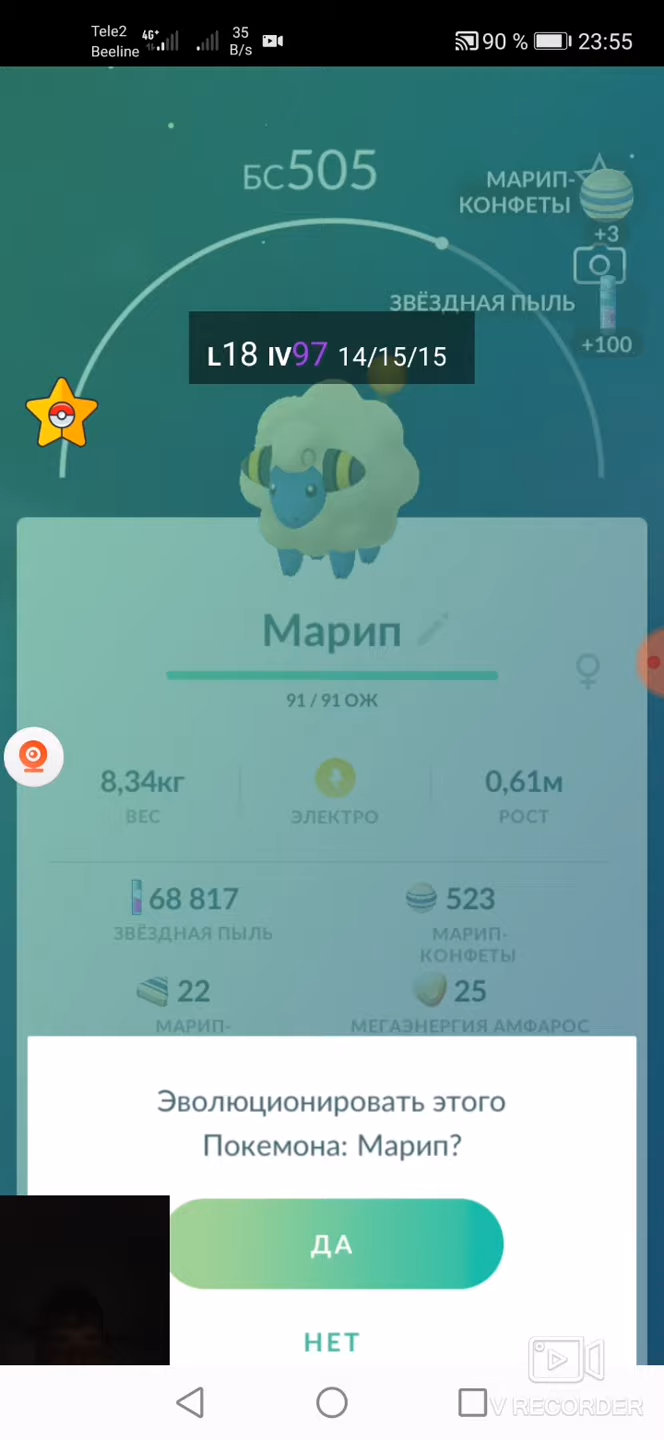 Tele2 4G+ 35 90 % 23:55
Beeline B/s
БС505
МАРИП-
КОНФЕТЫ
+3
ЗВЁЗДНАЯ ПЫЛЬ
+100
L18 IV97 14/15/15
Марип
91 / 91 ОЖ
8,34кг 0,61м
ВЕС ЭЛЕКТРО РОСТ
68 817 523
ЗВЁЗДНАЯ ПЫЛЬ МАРИП-
КОНФЕТЫ
22 25
МАРИП- МЕГАЭНЕРГИЯ АМФАРОС
Эволюционировать этого
Покемона: Марип?
ДА
НЕТ
V RECORDER